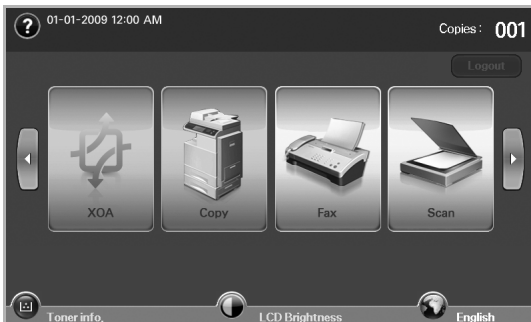 ?
01-01-2009 12:00 AM
Copies: 001
Logout
XOA
Copy
Fax
Scan
Toner info.
LCD Brightness
English